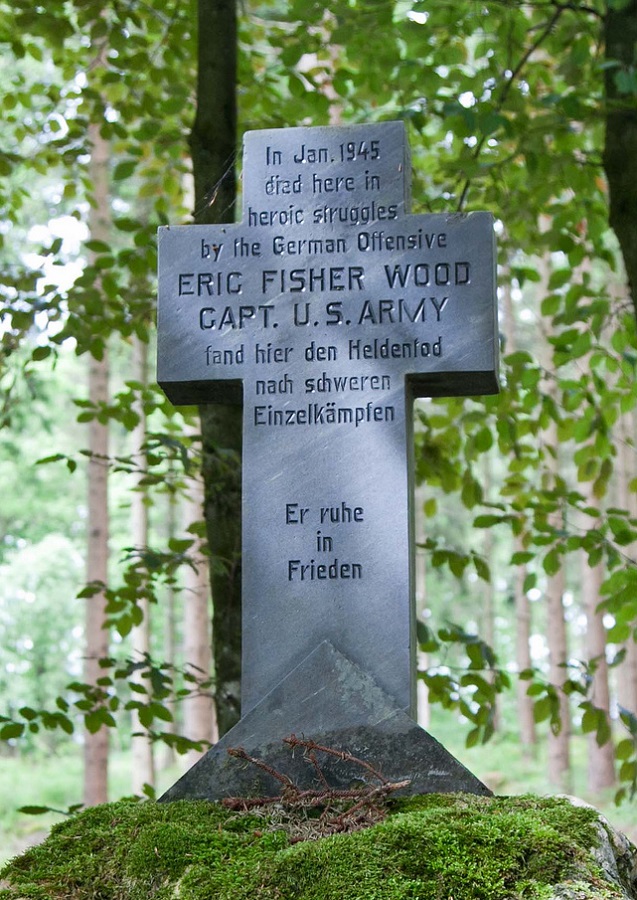 In Jan. 1945
died here in
heroic struggles
by the German Offensive
ERIC FISHER WOOD
CAPT. U.S.ARMY
fand hier den Heldentod
nach schweren
Einzelkämpfen
Er ruhe
in
Frieden